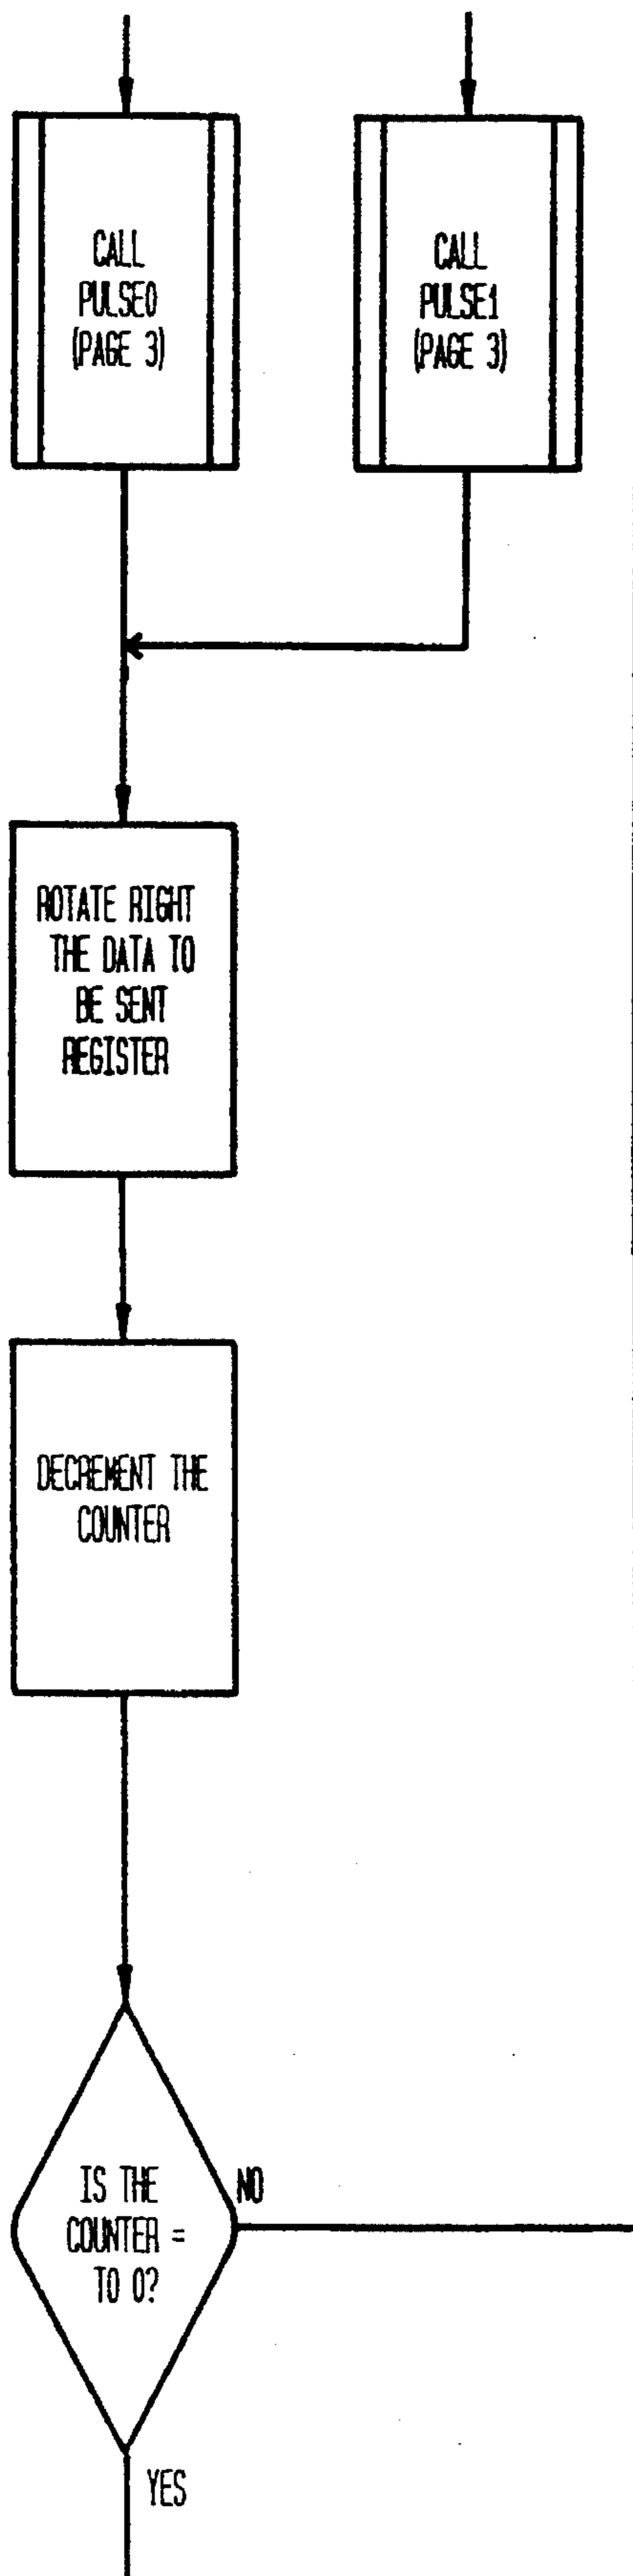 CALL
PULSE0
(PAGE 3)
CALL
PULSE1
(PAGE 3)
ROTATE RIGHT
THE DATA TO
BE SENT
REGISTER
DECREMENT THE
COUNTER
IS THE
COUNTER =
TO 0?
NO
YES